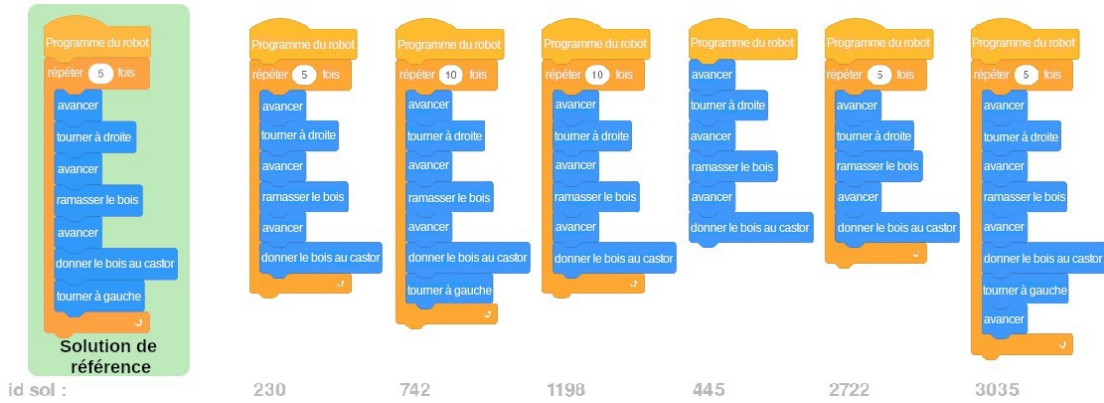 Programme du robot
répéter 5 fois
avancer
tourner à droite
avancer
ramasser le bois
avancer
donner le bois au castor
tourner à gauche
Solution de
référence
Programme du robot
répéter 5 fois
avancer
tourner à droite
avancer
ramasser le bois
avancer
donner le bois au castor
Programme du robot
répéter 10 fois
avancer
tourner à droite
avancer
ramasser le bois
avancer
donner le bois au castor
tourner à gauche
Programme du robot
répéter 10 fois
avancer
tourner à droite
avancer
ramasser le bois
avancer
donner le bois au castor
Programme du robot
avancer
tourner à droite
avancer
ramasser le bois
avancer
donner le bois au castor
Programme du robot
répéter 5 fois
avancer
tourner à droite
ramasser le bois
avancer
donner le bois au castor
Programme du robot
répéter 5 fois
avancer
tourner à droite
avancer
ramasser le bois
avancer
donner le bois au castor
tourner à gauche
avancer
id sol : 230 742 1198 445 2722 3035